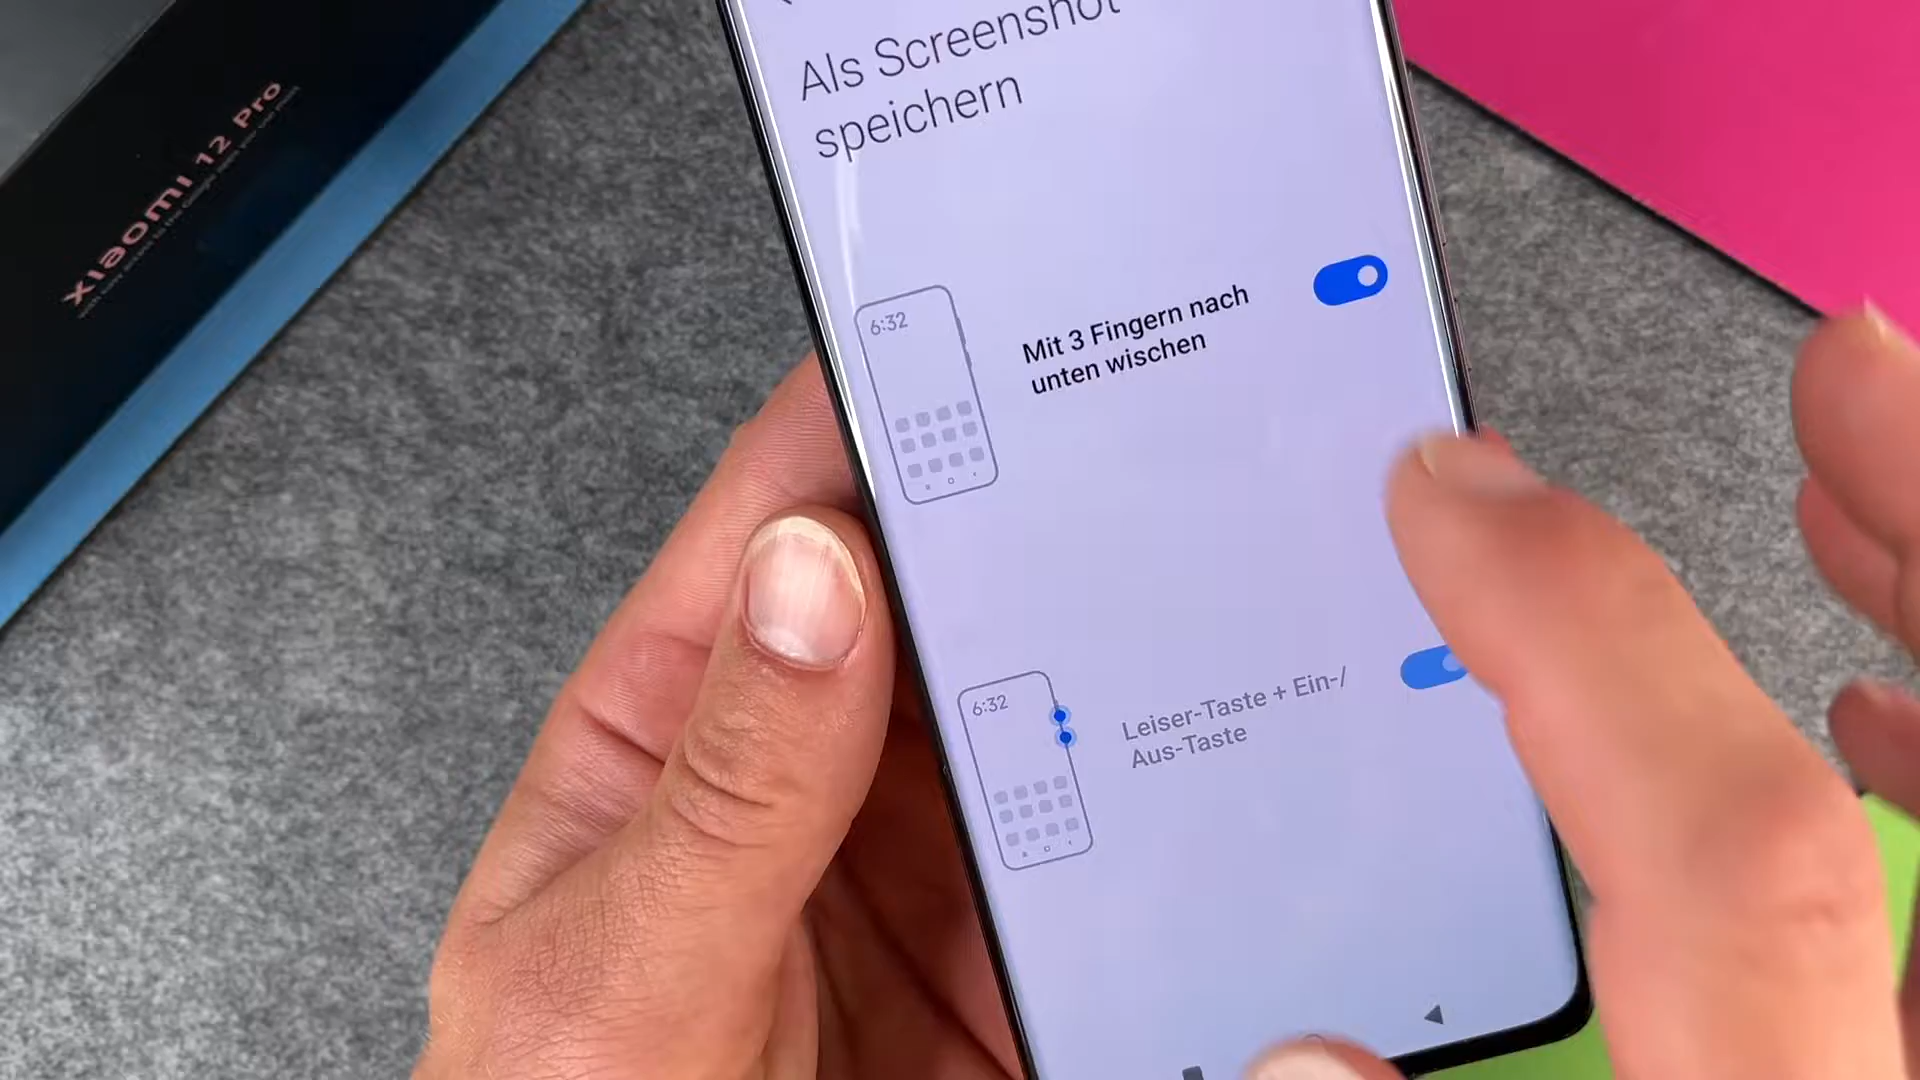 Xiaomi 12 Pro
Als Screenshot
speichern
6:32
Mit 3 Fingern nach
unten wischen
6:32
Leiser-Taste + Ein-/
Aus-Taste